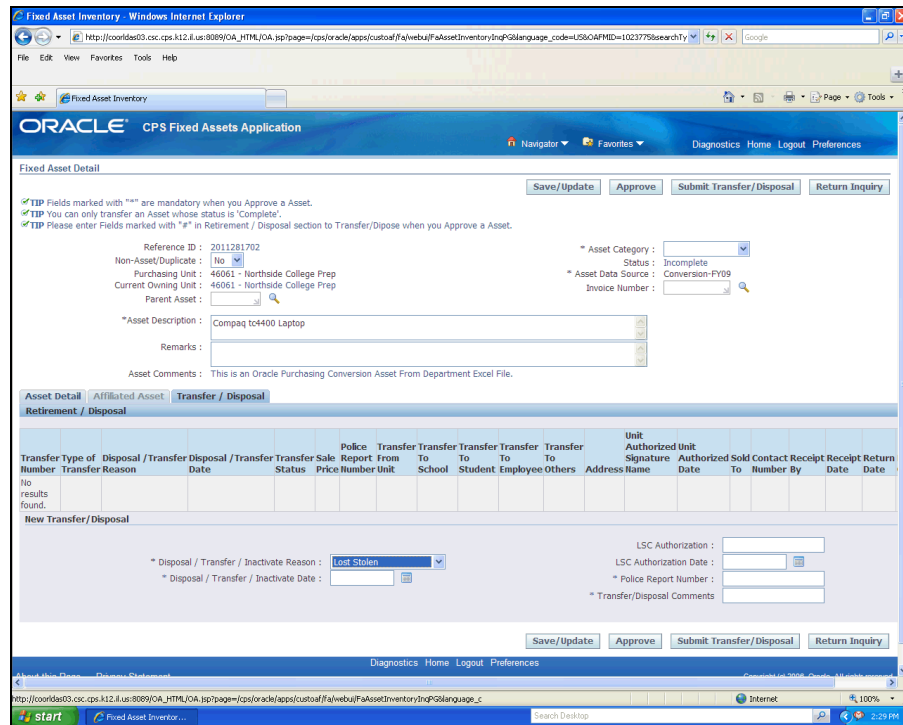 Fixed Asset Inventory - Windows Internet Explorer
http://coorldas03.csc.cps.k12.il.us:8089/OA_HTML/OA.jsp?page=/cps/oracle/apps/custoaf/fa/webui/FaAssetInventoryInqPG&language_code=US&OAFMID=1023775&searchTy
Google
File Edit View Favorites Tools Help
Fixed Asset Inventory
Page Tools
ORACLE CPS Fixed Assets Application
Navigator Favorites Diagnostics Home Logout Preferences
Fixed Asset Detail
Save/Update Approve Submit Transfer/Disposal Return Inquiry
TIP Fields marked with "*" are mandatory when you Approve a Asset.
TIP You can only transfer an Asset whose status is 'Complete'.
TIP Please enter Fields marked with "#" in Retirement / Disposal section to Transfer/Dipose when you Approve a Asset.
Reference ID : 2011281702
* Asset Category :
Non-Asset/Duplicate : No
Status : Incomplete
Purchasing Unit : 46061 - Northside College Prep
* Asset Data Source : Conversion-FY09
Current Owning Unit : 46061 - Northside College Prep
Invoice Number :
Parent Asset :
*Asset Description : Compaq tc4400 Laptop
Remarks :
Asset Comments : This is an Oracle Purchasing Conversion Asset From Department Excel File.
Asset Detail Affiliated Asset Transfer / Disposal
Retirement / Disposal
Transfer Number
Type of Transfer
Disposal /Transfer Reason
Disposal /Transfer Date
Transfer Status
Sale Price
Police Report Number
Transfer From Unit
Transfer To School
Transfer To Student
Transfer To Employee
Transfer To Others
Address
Unit Authorized Signature Name
Unit Authorized Date
Sold To
Contact Number
Receipt By
Receipt Date
Return Date
No results found.
New Transfer/Disposal
LSC Authorization :
* Disposal / Transfer / Inactivate Reason : Lost Stolen
LSC Authorization Date :
* Disposal / Transfer / Inactivate Date :
* Police Report Number :
* Transfer/Disposal Comments
Save/Update Approve Submit Transfer/Disposal Return Inquiry
Diagnostics Home Logout Preferences
About this Page Privacy Statement Copyright (c) 2006, Oracle. All rights reserved.
http://coorldas03.csc.cps.k12.il.us:8089/OA_HTML/OA.jsp?page=/cps/oracle/apps/custoaf/fa/webui/FaAssetInventoryInqPG&language_c
Internet 100%
start Fixed Asset Inventor... Search Desktop 2:29 PM